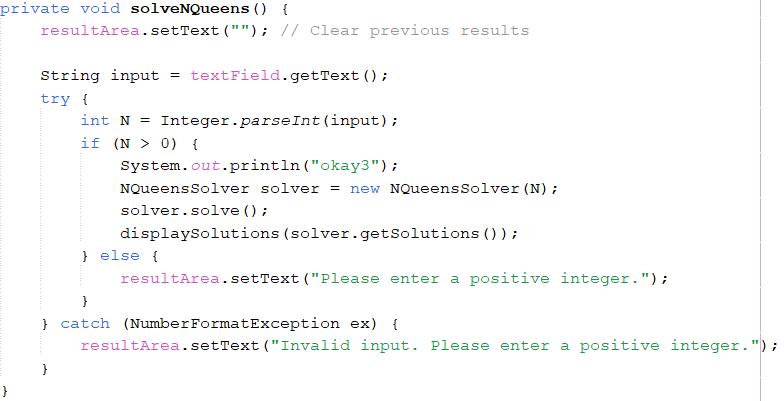 private void solveNQueens() {
    resultArea.setText(""); // Clear previous results

    String input = textField.getText();
    try {
        int N = Integer.parseInt(input);
        if (N > 0) {
            System.out.println("okay3");
            NQueensSolver solver = new NQueensSolver(N);
            solver.solve();
            displaySolutions(solver.getSolutions());
        } else {
            resultArea.setText("Please enter a positive integer.");
        }
    } catch (NumberFormatException ex) {
        resultArea.setText("Invalid input. Please enter a positive integer.");
    }
}